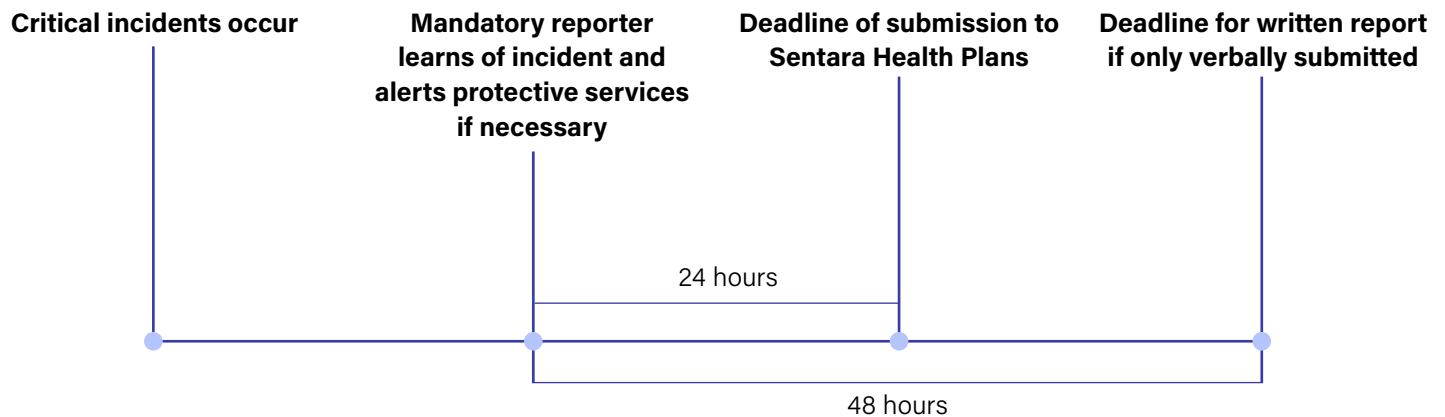 Critical incidents occur
Mandatory reporter
learns of incident and
alerts protective services
if necessary
Deadline of submission to
Sentara Health Plans
Deadline for written report
if only verbally submitted
24 hours
48 hours